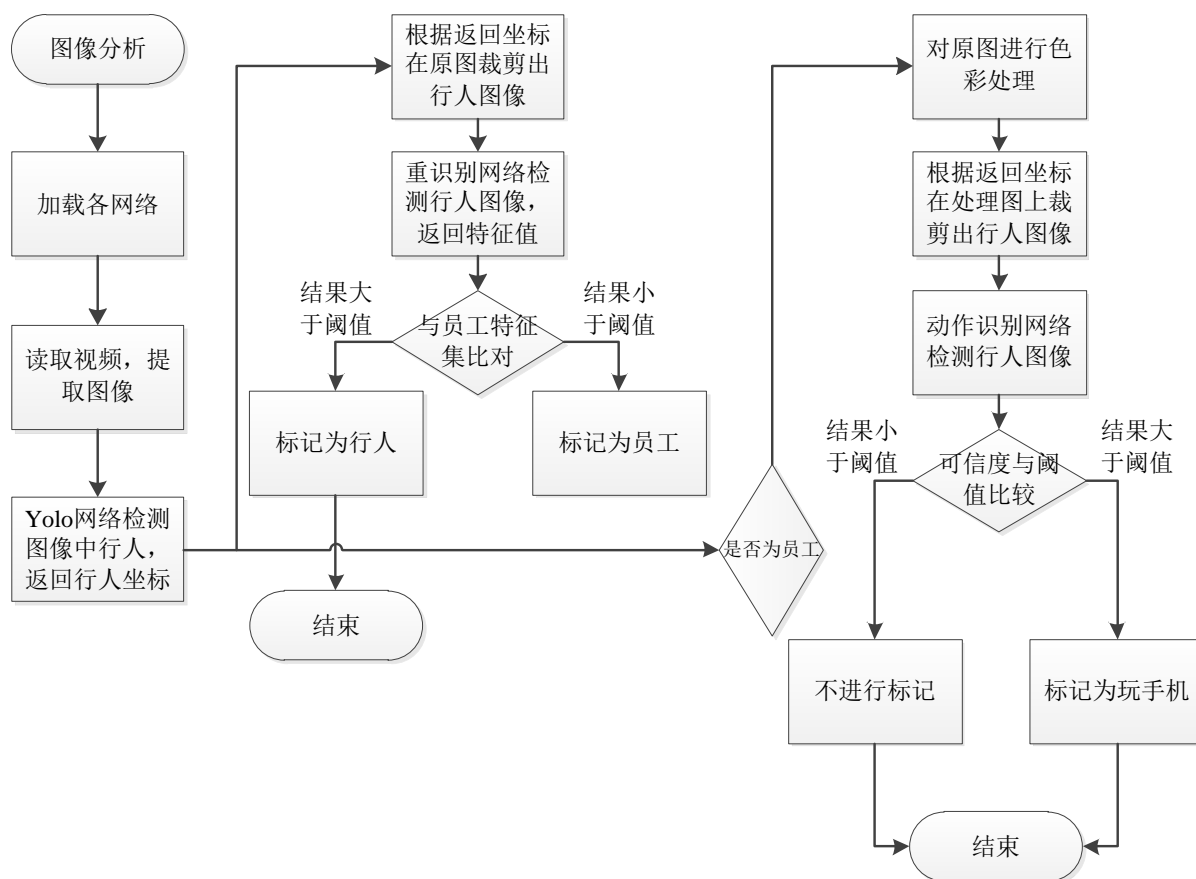 图像分析
加载各网络
读取视频，提
取图像
Yolo网络检测
图像中行人，
返回行人坐标
根据返回坐标
在原图裁剪出
行人图像
重识别网络检
测行人图像，
返回特征值
结果大
于阈值
结果小
于阈值
与员工特征
集比对
标记为行人
标记为员工
结束
是否为员工
对原图进行色
彩处理
根据返回坐标
在处理图上裁
剪出行人图像
动作识别网络
检测行人图像
结果小
于阈值
结果大
于阈值
可信度与阈
值比较
不进行标记
标记为玩手机
结束